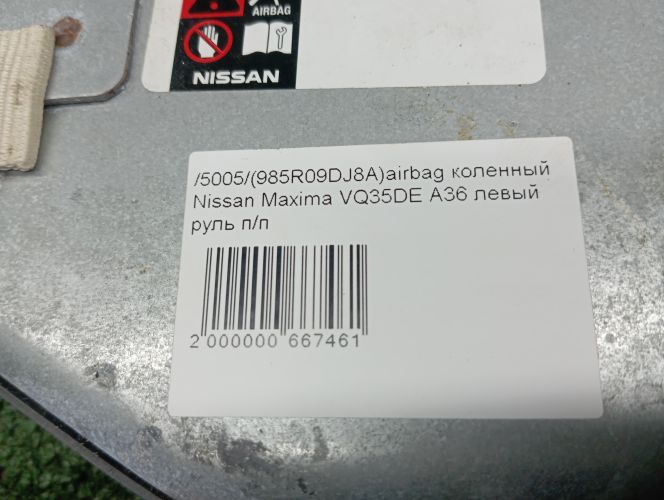 AIRBAG
NISSAN
/5005/(985R09DJ8A)airbag коленный
Nissan Maxima VQ35DE A36 левый
руль п/п
2 000000 667461